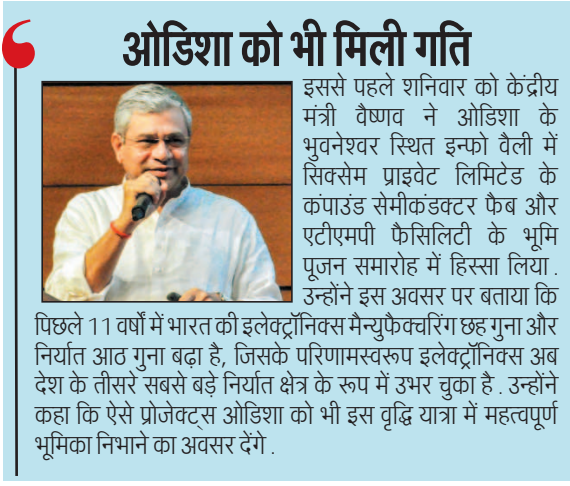 ओडिशा को भी मिली गति
इससे पहले शनिवार को केंद्रीय
मंत्री वैष्णव ने ओडिशा के
भुवनेश्वर स्थित इन्फो वैली में
सिक्सेम प्राइवेट लिमिटेड के
कंपाउंड सेमीकंडक्टर फैब और
एटीएमपी फैसिलिटी के भूमि
पूजन समारोह में हिस्सा लिया .
उन्होंने इस अवसर पर बताया कि
पिछले 11 वर्षों में भारत की इलेक्ट्रॉनिक्स मैन्युफैक्चरिंग छह गुना और
निर्यात आठ गुना बढ़ा है, जिसके परिणामस्वरूप इलेक्ट्रॉनिक्स अब
देश के तीसरे सबसे बड़े निर्यात क्षेत्र के रूप में उभर चुका है . उन्होंने
कहा कि ऐसे प्रोजेक्ट्स ओडिशा को भी इस वृद्धि यात्रा में महत्वपूर्ण
भूमिका निभाने का अवसर देंगे .